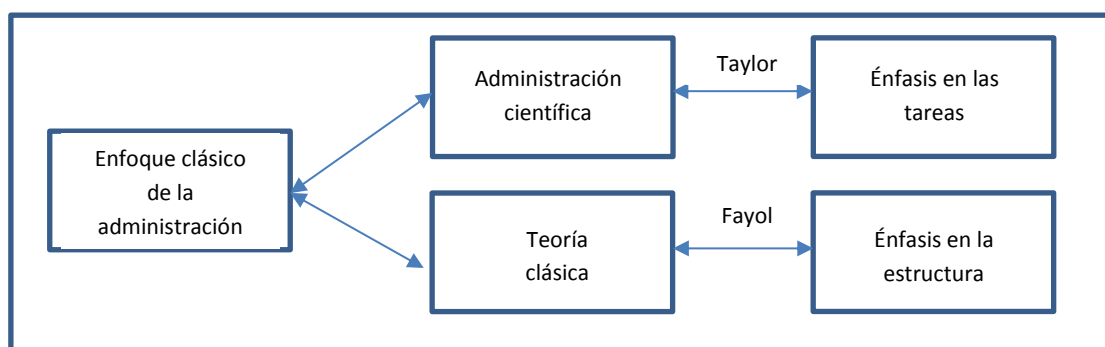 Enfoque clásico
de la
administración
Administración
científica
Taylor
Énfasis en las
tareas
Teoría
clásica
Fayol
Énfasis en la
estructura